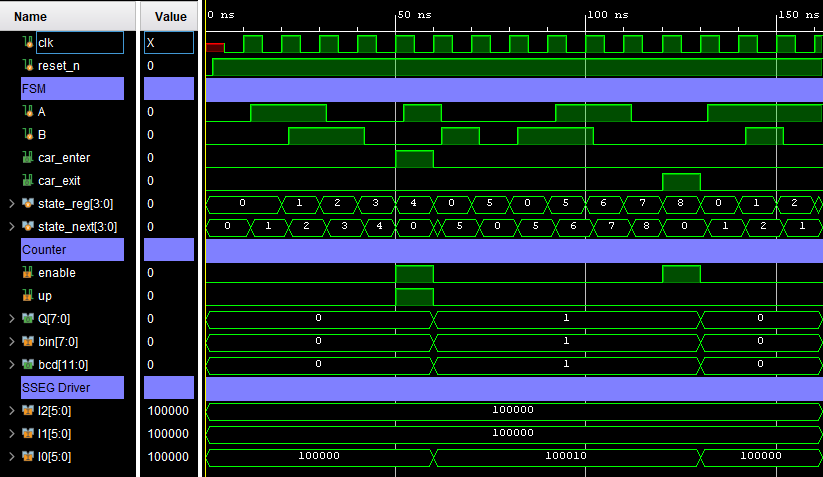 Name Value 0 ns 50 ns 100 ns 150 ns
clk X
reset_n 0
FSM
A 0
B 0
car_enter 0
car_exit 0
state_reg[3:0] 0 0 1 2 3 4 0 5 0 5 6 7 8 0 1 2
state_next[3:0] 0 0 1 2 3 4 0 5 0 5 6 7 8 0 1 2 1
Counter
enable 0
up 0
Q[7:0] 0 0 1 0
bin[7:0] 0 0 1 0
bcd[11:0] 0 0 1 0
SSEG Driver
I2[5:0] 100000 100000
I1[5:0] 100000 100000
I0[5:0] 100000 100000 100010 100000